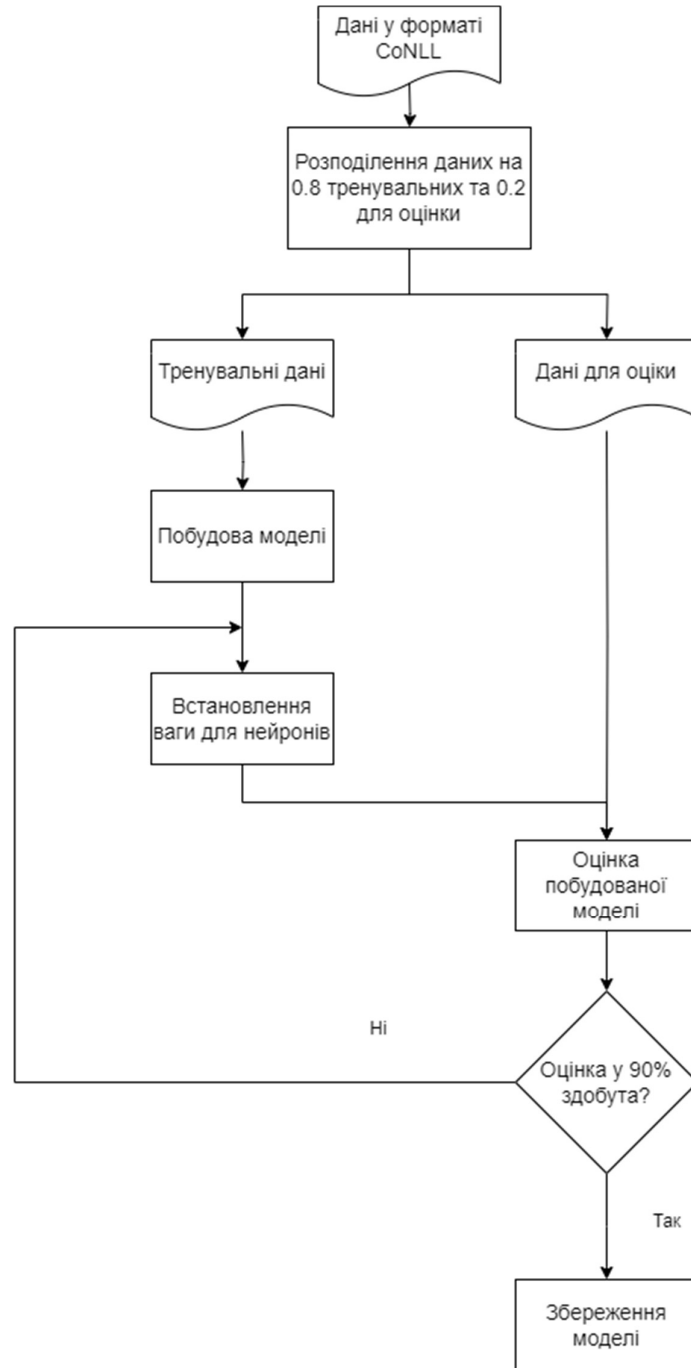 Дані у форматі
CoNLL
Розподілення даних на
0.8 тренувальних та 0.2
для оцінки
Тренувальні дані
Дані для оціки
Побудова моделі
Встановлення
ваги для нейронів
Оцінка
побудованої
моделі
Ні
Оцінка у 90%
здобута?
Так
Збереження
моделі